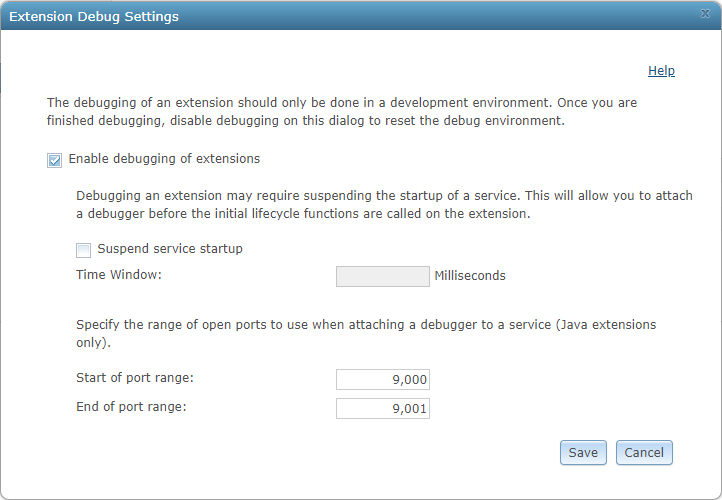 Extension Debug Settings
Help
The debugging of an extension should only be done in a development environment. Once you are
finished debugging, disable debugging on this dialog to reset the debug environment.
Enable debugging of extensions
Debugging an extension may require suspending the startup of a service. This will allow you to attach
a debugger before the initial lifecycle functions are called on the extension.
Suspend service startup
Time Window: Milliseconds
Specify the range of open ports to use when attaching a debugger to a service (Java extensions
only).
Start of port range: 9,000
End of port range: 9,001
Save Cancel